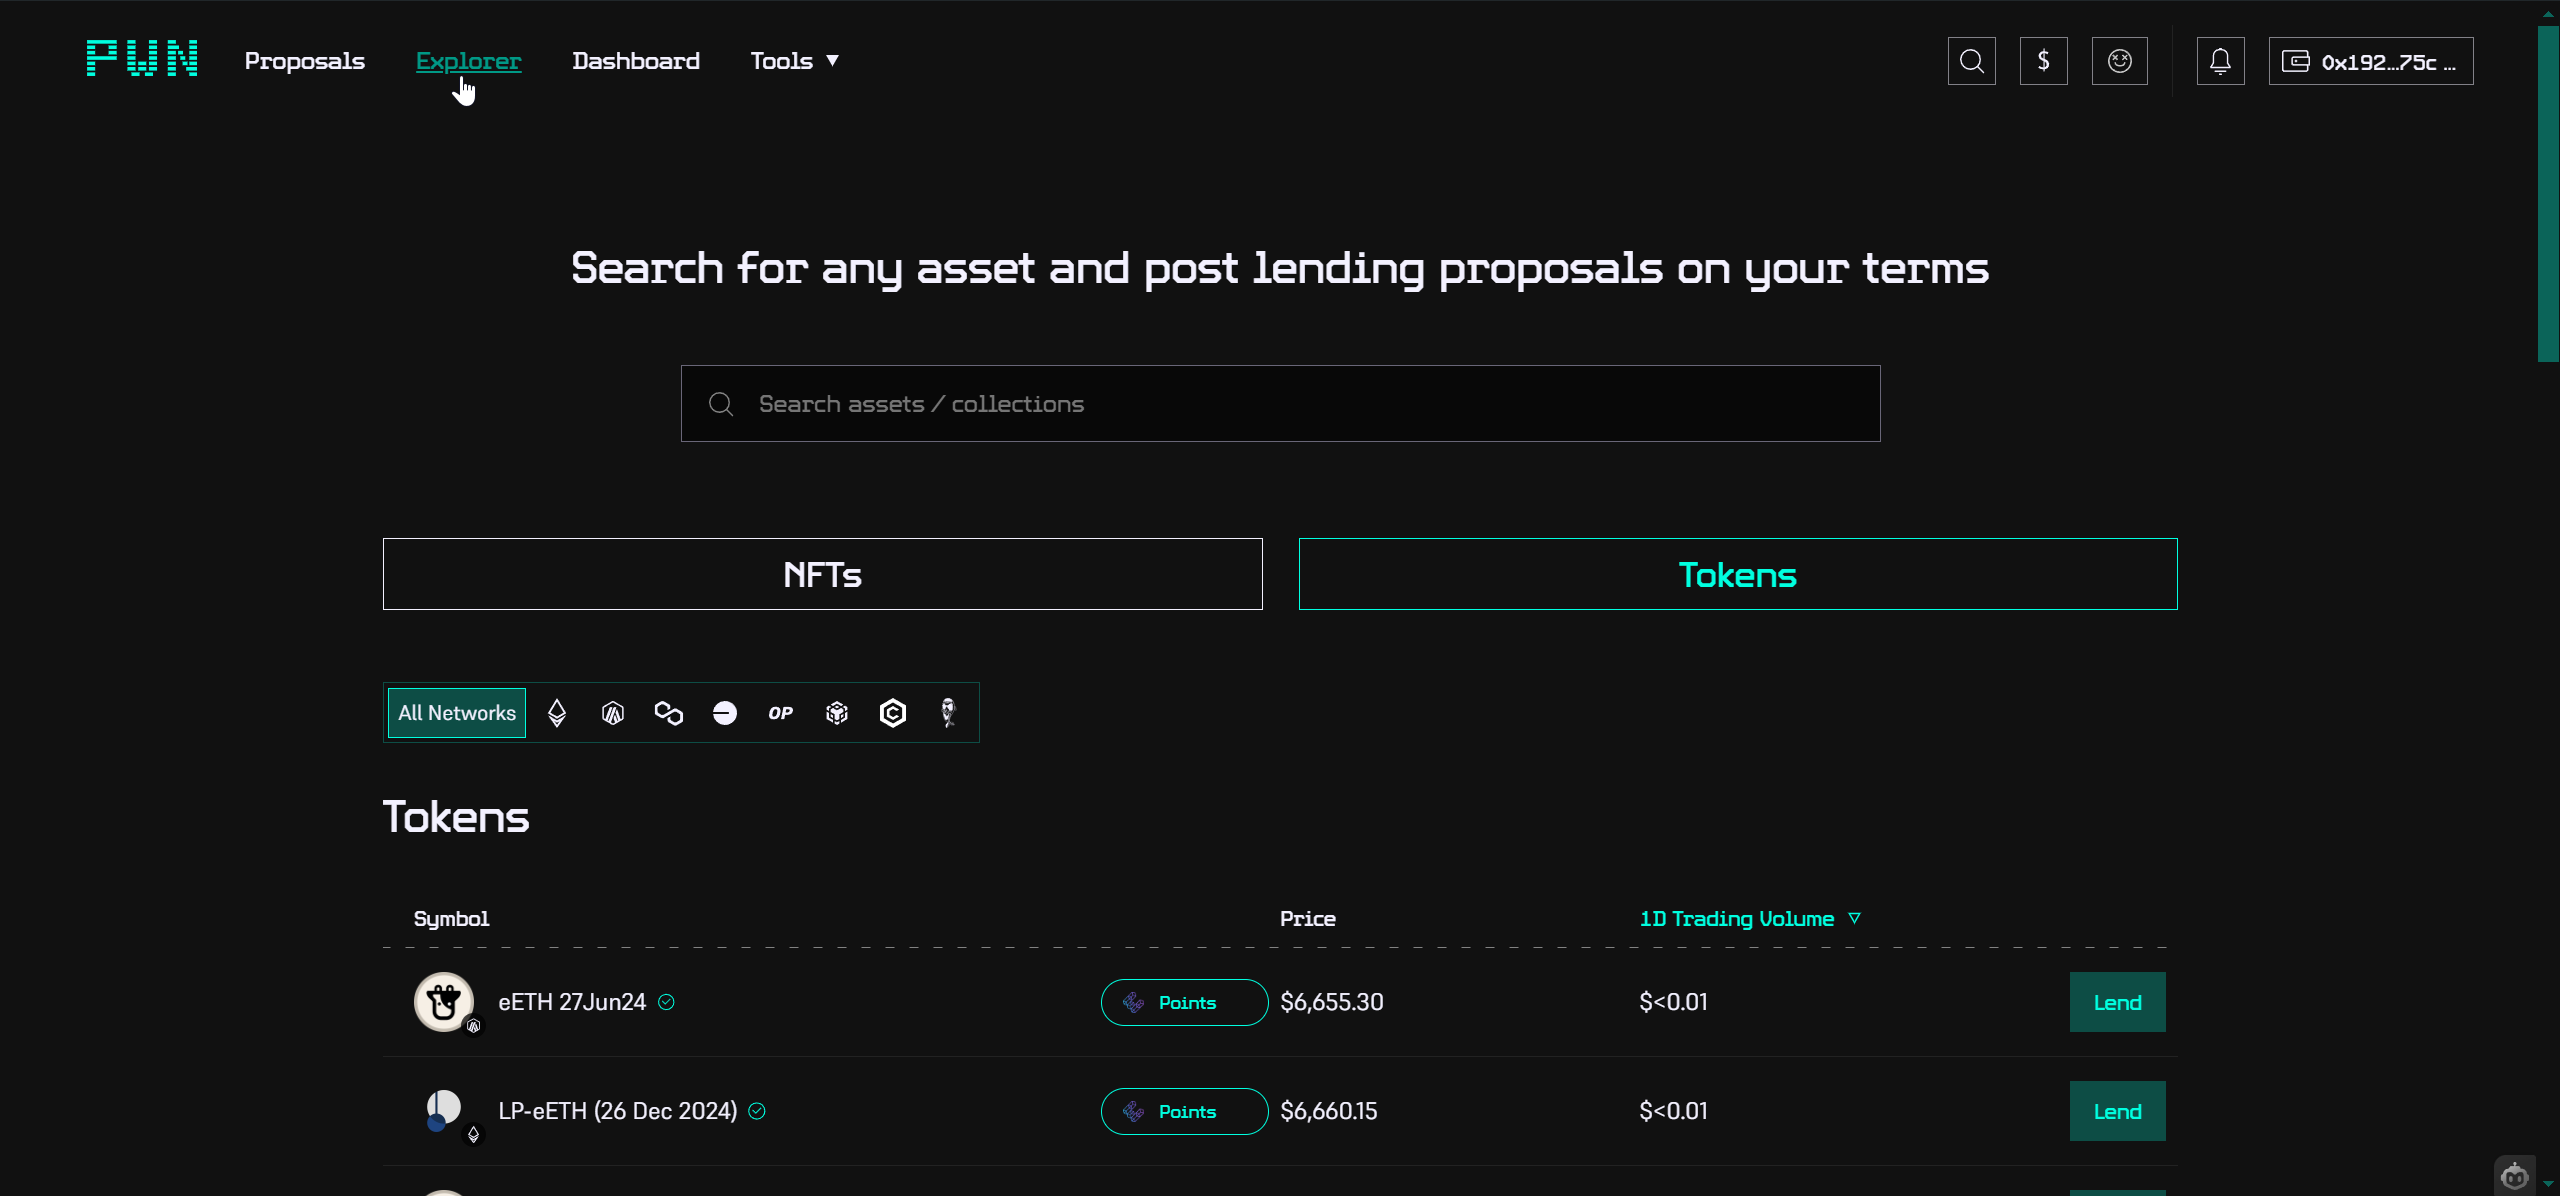 PWN
Proposals Explorer Dashboard Tools ▼ $ 0x192...75c ...
Search for any asset and post lending proposals on your terms
Search assets / collections
NFTs Tokens
All Networks OP
Tokens
Symbol Price 1D Trading Volume ▽
eETH 27Jun24 Points $6,655.30 $<0.01 Lend
LP-eETH (26 Dec 2024) Points $6,660.15 $<0.01 Lend